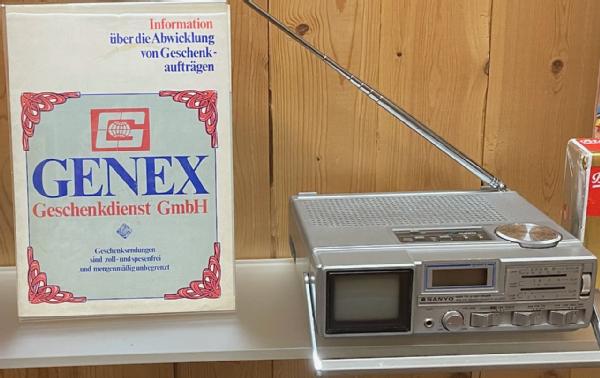 Information
über die Abwicklung
von Geschenk-
aufträgen
G
GENEX
Geschenkdienst GmbH
Geschenksendungen
sind zoll- und spesenfrei
und mengenmäßig unbegrenzt
SANYO